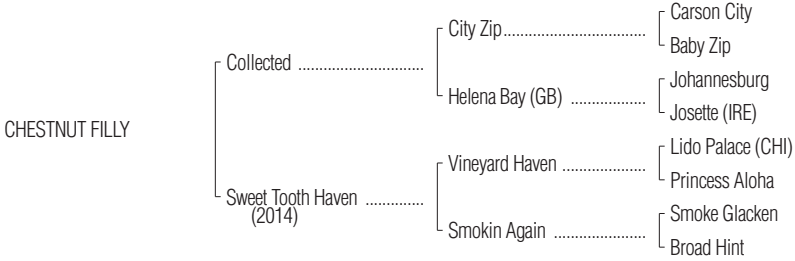 Carson City
City Zip
Baby Zip
Collected
Johannesburg
Helena Bay (GB)
Josette (IRE)
CHESTNUT FILLY
Lido Palace (CHI)
Vineyard Haven
Princess Aloha
Sweet Tooth Haven
(2014)
Smoke Glacken
Smokin Again
Broad Hint